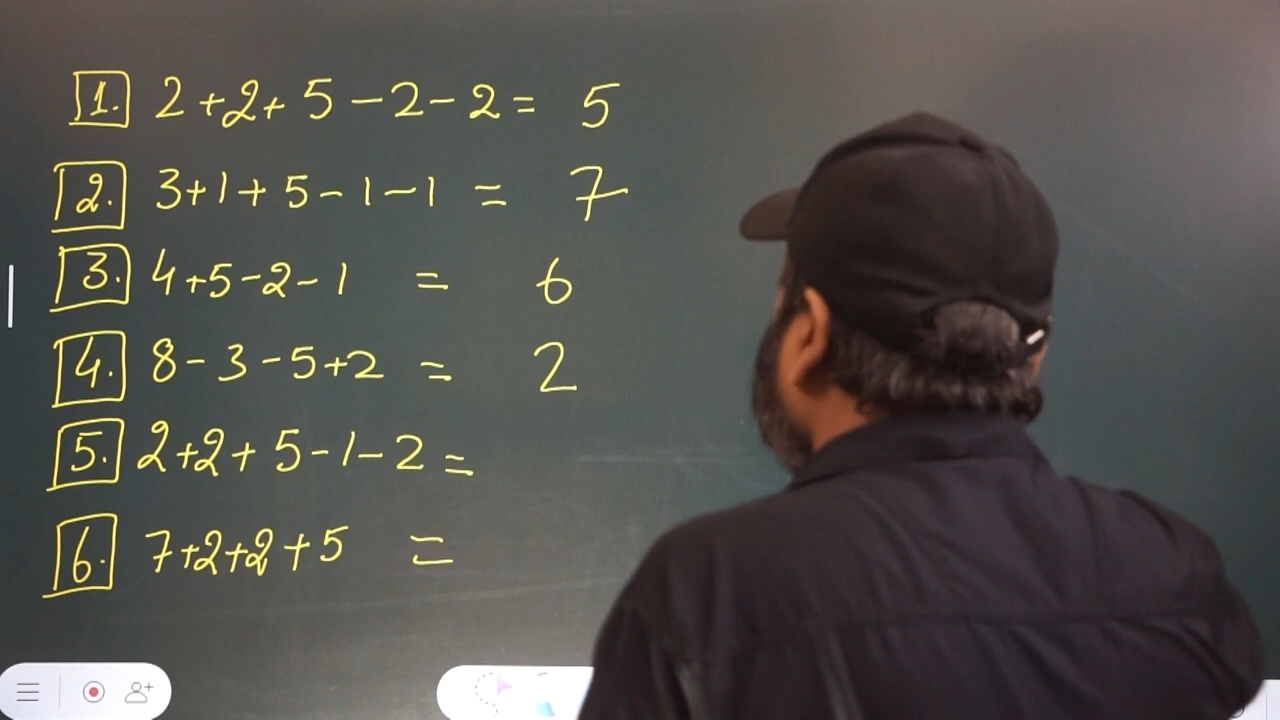 1. 2+2+5-2-2= 5
2. 3+1+5-1-1 = 7
3. 4+5-2-1 = 6
4. 8-3-5+2 = 2
5. 2+2+5-1-2=
6. 7+2+2+5 =